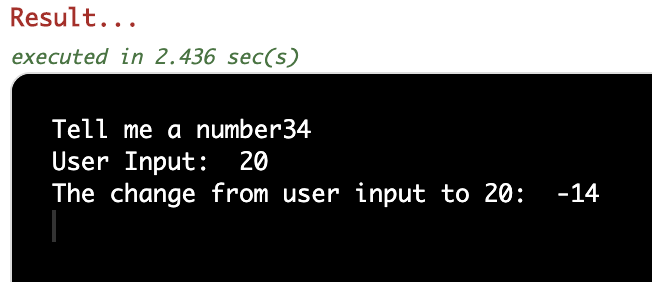 Result...
executed in 2.436 sec(s)
Tell me a number34
User Input:  20
The change from user input to 20:  -14